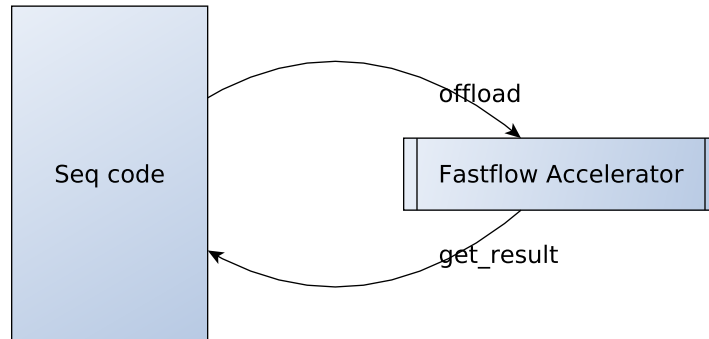 offload
Seq code
Fastflow Accelerator
get_result